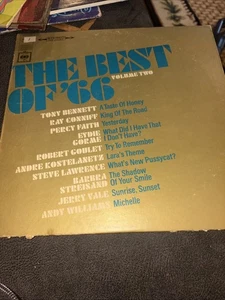 THE BEST
OF '66 VOLUME TWO
TONY BENNETT A Taste Of Honey
RAY CONNIFF King Of The Road
PERCY FAITH Yesterday
EYDIE GORME What Did I Have That I Don't Have?
ROBERT GOULET Try To Remember
ANDRE KOSTELANETZ Lara's Theme
STEVE LAWRENCE What's New Pussycat?
BARBRA STREISAND The Shadow Of Your Smile
JERRY VALE Sunrise, Sunset
ANDY WILLIAMS Michelle